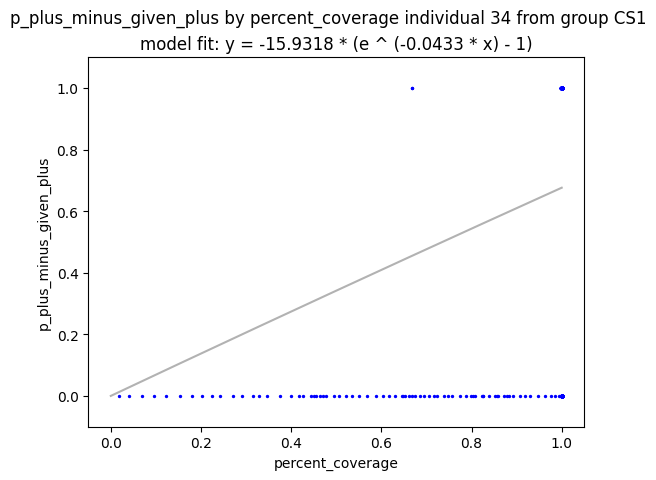 p_plus_minus_given_plus by percent_coverage individual 34 from group CS1
model fit: y = -15.9318 * (e ^ (-0.0433 * x) - 1)
p_plus_minus_given_plus
1.0
0.8
0.6
0.4
0.2
0.0
0.0 0.2 0.4 0.6 0.8 1.0
percent_coverage